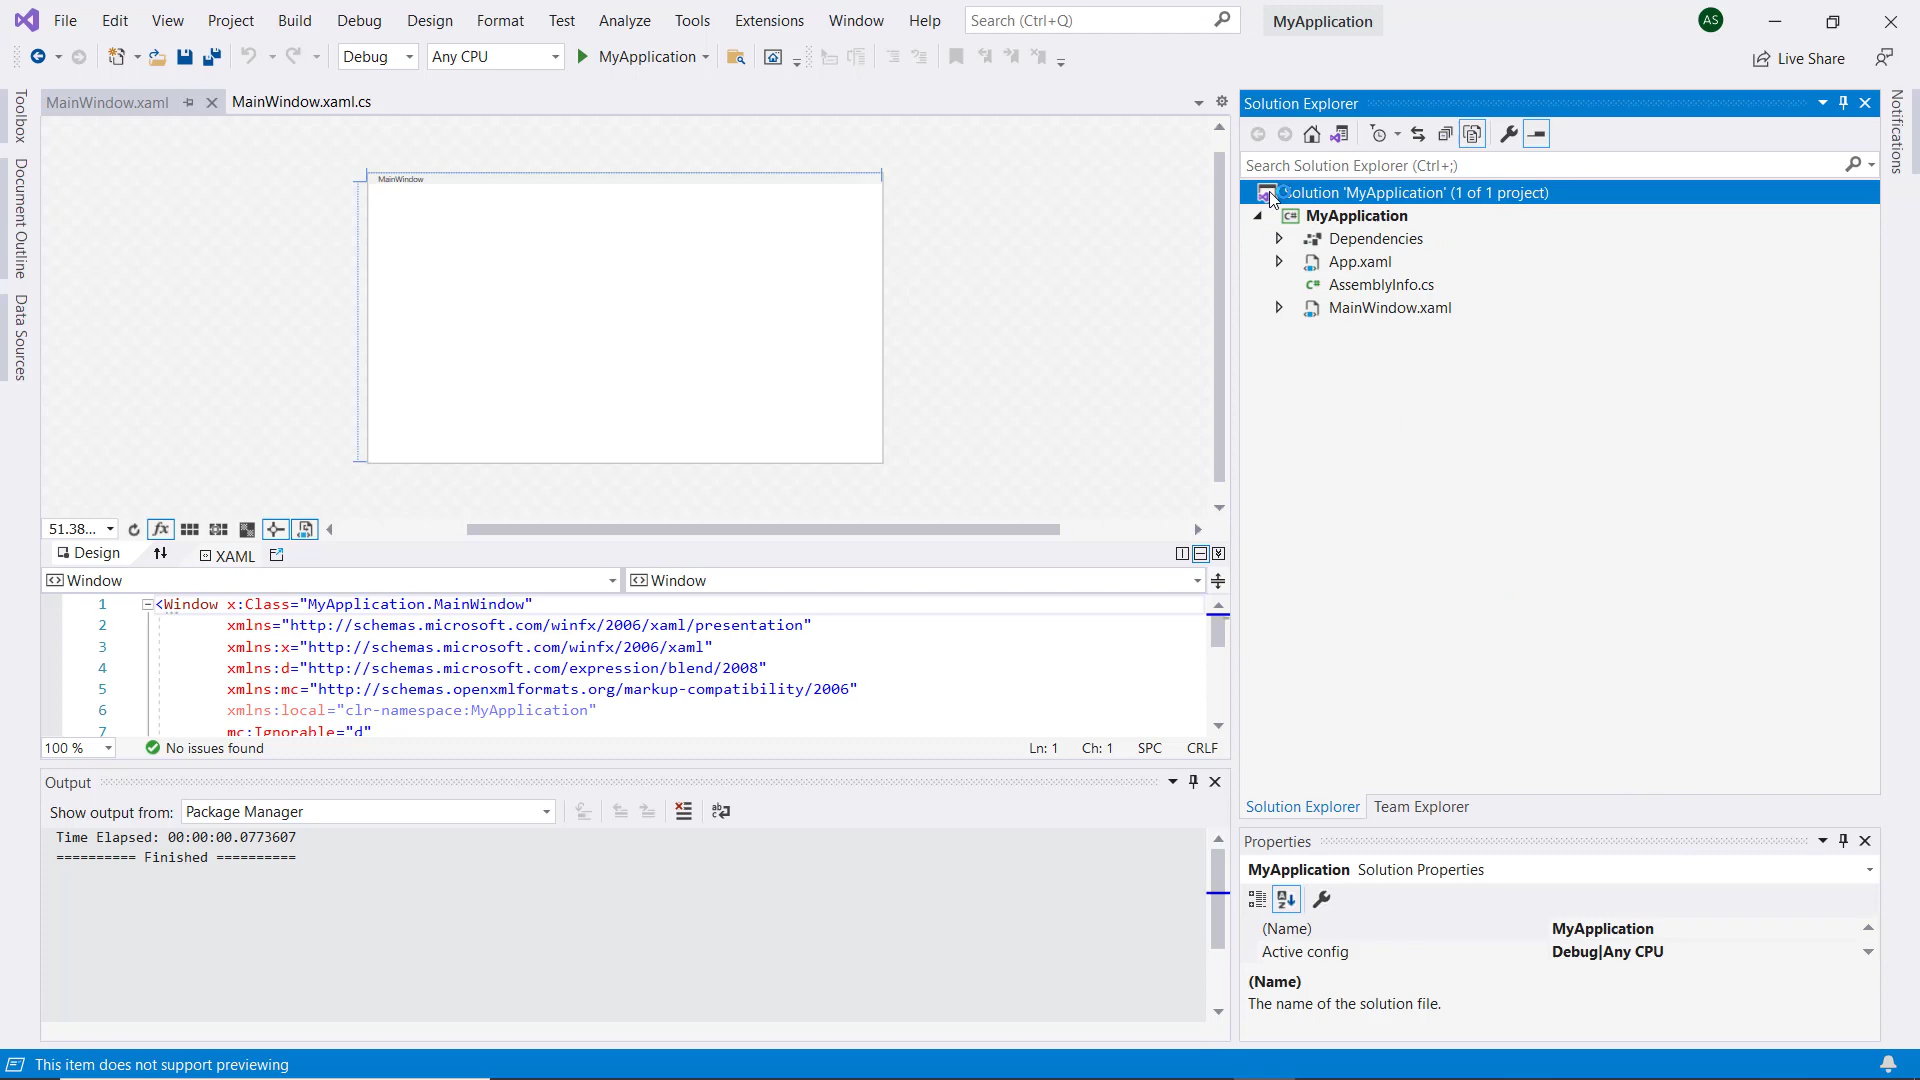 File Edit View Project Build Debug Design Format Test Analyze Tools Extensions Window Help Search (Ctrl+Q) MyApplication AS
Debug Any CPU MyApplication Live Share
Toolbox
Document Outline
Data Sources
MainWindow.xaml MainWindow.xaml.cs
MainWindow
51.38...
Design XAML
Window Window
1 <Window x:Class="MyApplication.MainWindow"
2 xmlns="http://schemas.microsoft.com/winfx/2006/xaml/presentation"
3 xmlns:x="http://schemas.microsoft.com/winfx/2006/xaml"
4 xmlns:d="http://schemas.microsoft.com/expression/blend/2008"
5 xmlns:mc="http://schemas.openxmlformats.org/markup-compatibility/2006"
6 xmlns:local="clr-namespace:MyApplication"
7 mc:Ignorable="d"
100 % No issues found Ln: 1 Ch: 1 SPC CRLF
Output
Show output from: Package Manager
Time Elapsed: 00:00:00.0773607
========== Finished ==========
Solution Explorer
Search Solution Explorer (Ctrl+;)
Solution 'MyApplication' (1 of 1 project)
MyApplication
Dependencies
App.xaml
AssemblyInfo.cs
MainWindow.xaml
Solution Explorer Team Explorer
Properties
MyApplication Solution Properties
(Name) MyApplication
Active config Debug|Any CPU
(Name)
The name of the solution file.
Notifications
This item does not support previewing